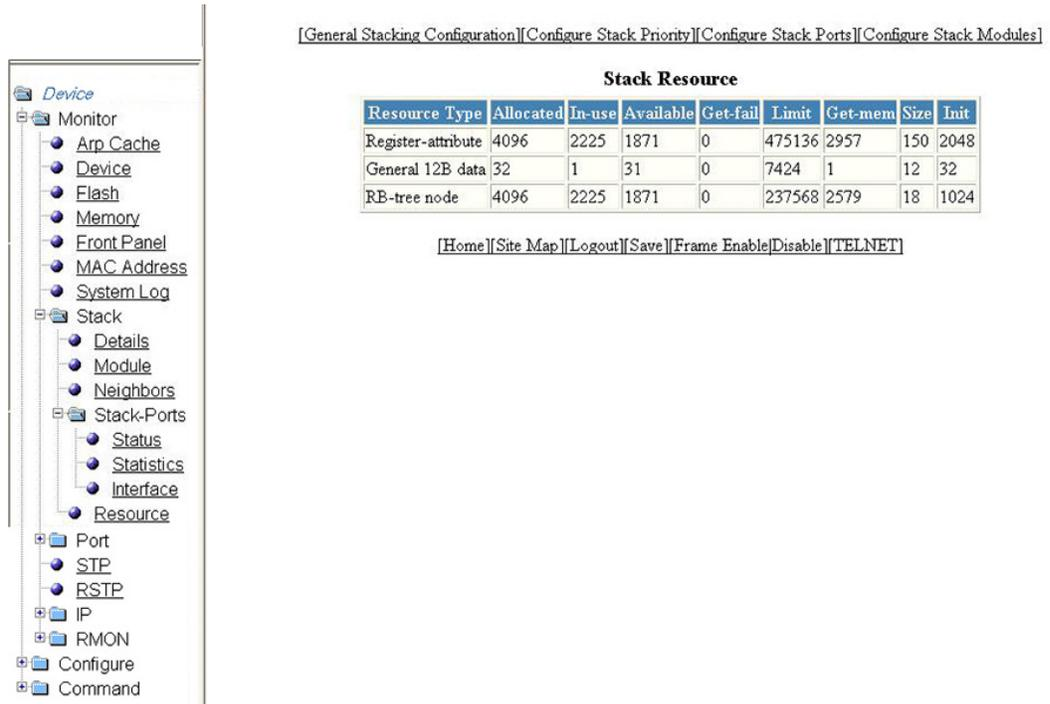 [General Stacking Configuration][Configure Stack Priority][Configure Stack Ports][Configure Stack Modules]
Device
Monitor
Arp Cache
Device
Flash
Memory
Front Panel
MAC Address
System Log
Stack
Details
Module
Neighbors
Stack-Ports
Status
Statistics
Interface
Resource
Port
STP
RSTP
IP
RMON
Configure
Command
Stack Resource
Resource Type Allocated In-use Available Get-fail Limit Get-mem Size Init
Register-attribute 4096 2225 1871 0 475136 2957 150 2048
General 12B data 32 1 31 0 7424 1 12 32
RB-tree node 4096 2225 1871 0 237568 2579 18 1024
[Home][Site Map][Logout][Save][Frame Enable|Disable][TELNET]